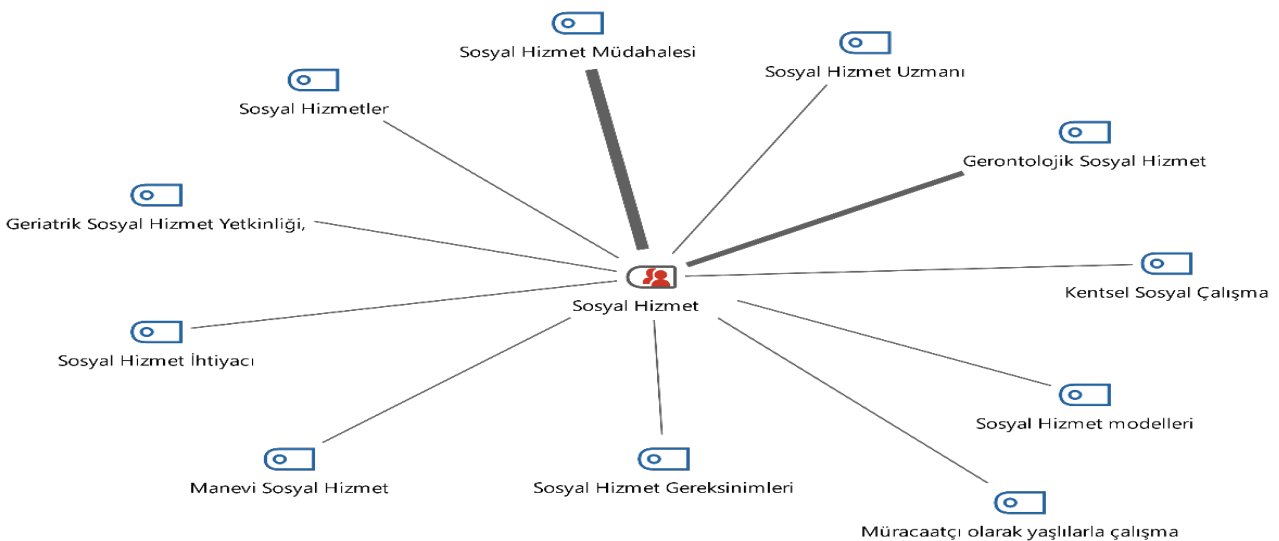 Sosyal Hizmet Müdahalesi
Sosyal Hizmet Uzmanı
Sosyal Hizmetler
Gerontolojik Sosyal Hizmet
Geriatrik Sosyal Hizmet Yetkinliği,
Kentsel Sosyal Çalışma
Sosyal Hizmet
Sosyal Hizmet İhtiyacı
Sosyal Hizmet modelleri
Manevi Sosyal Hizmet
Sosyal Hizmet Gereksinimleri
Müracaatçı olarak yaşlılarla çalışma